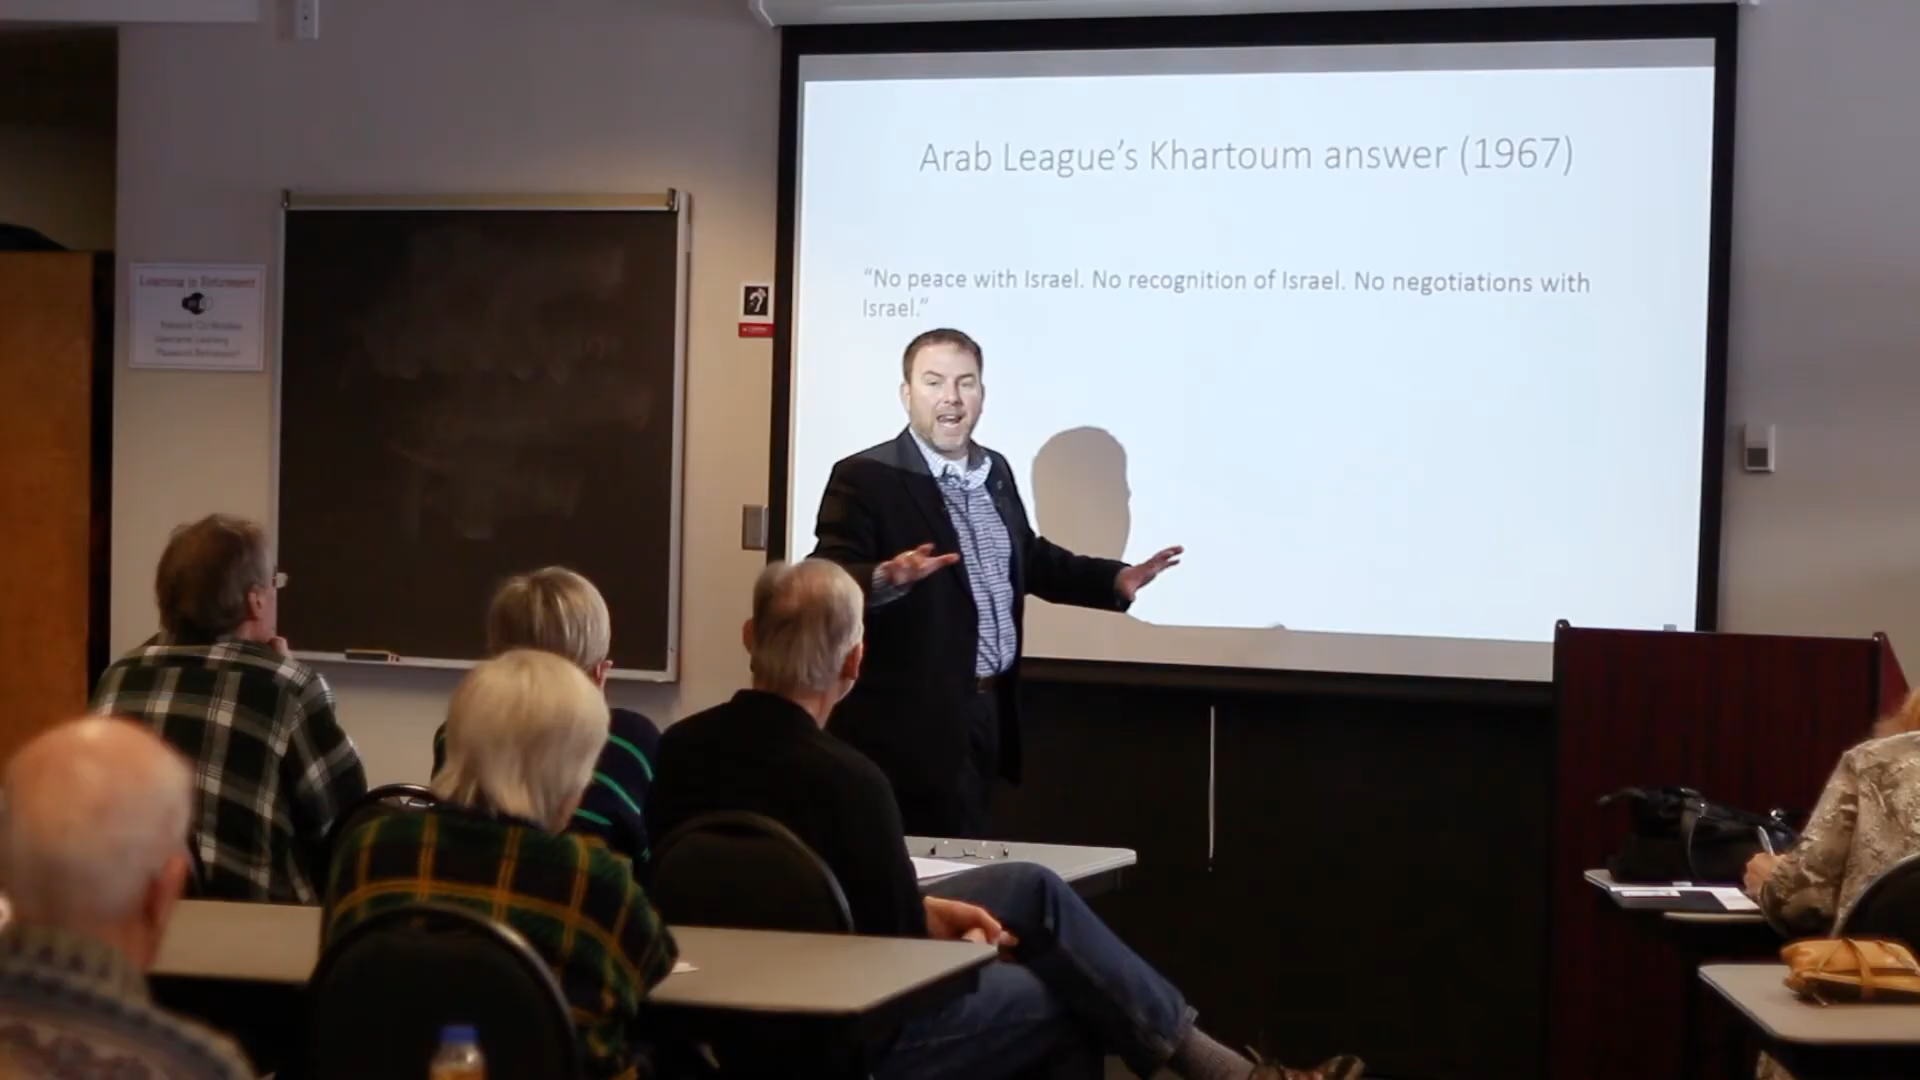 Arab League's Khartoum answer (1967)
"No peace with Israel. No recognition of Israel. No negotiations with
Israel."
Learning in Retirement